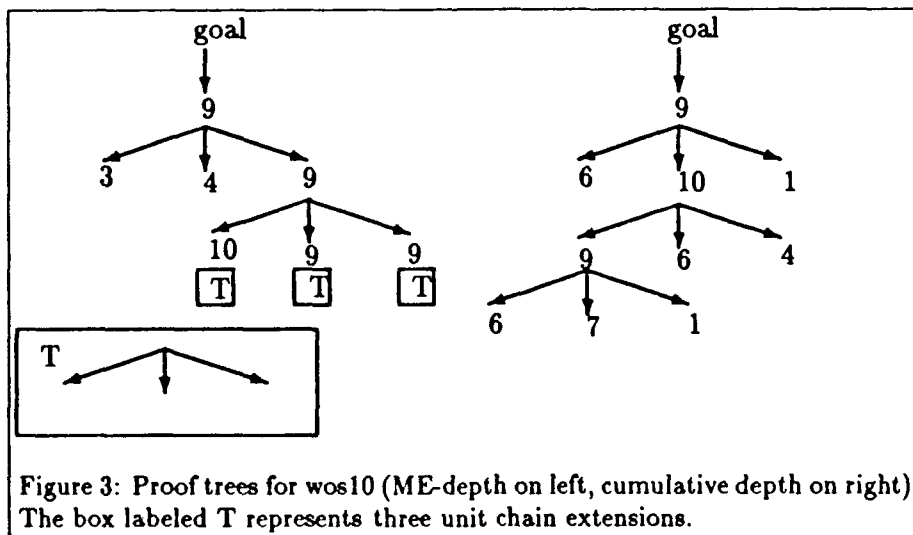 goal goal
9 9
3 4 9 6 10 1
10 9 9 9 6 4
T T T
6 7 1
T
Figure 3: Proof trees for wos10 (ME-depth on left, cumulative depth on right)
The box labeled T represents three unit chain extensions.